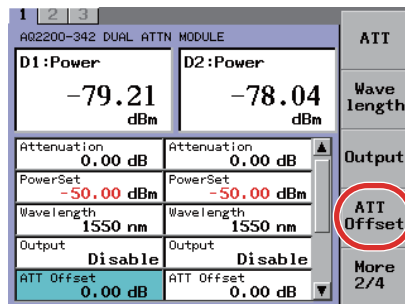 1 2 3
AQ2200-342 DUAL ATTN MODULE
D1:Power
-79.21
dBm
D2:Power
-78.04
dBm
Attenuation
0.00 dB
Attenuation
0.00 dB
PowerSet
-50.00 dBm
PowerSet
-50.00 dBm
Wavelength
1550 nm
Wavelength
1550 nm
Output
Disable
Output
Disable
ATT Offset
0.00 dB
ATT Offset
0.00 dB
ATT
Wave
length
Output
ATT
Offset
More
2/4